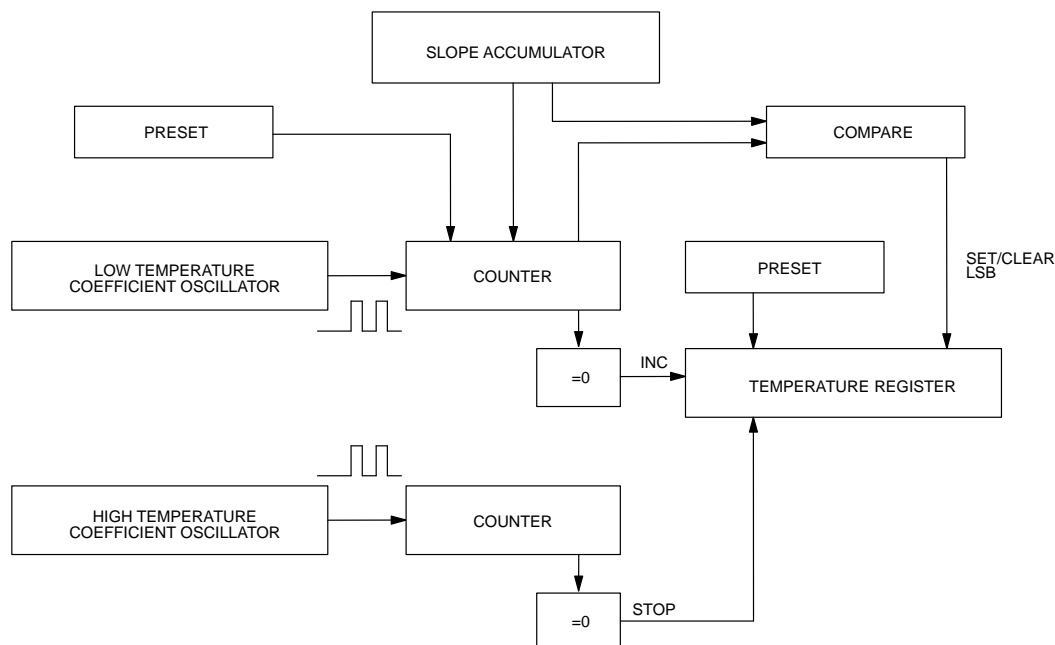 SLOPE ACCUMULATOR
PRESET
COMPARE
LOW TEMPERATURE
COEFFICIENT OSCILLATOR
COUNTER
PRESET
SET/CLEAR
LSB
=0
INC
TEMPERATURE REGISTER
HIGH TEMPERATURE
COEFFICIENT OSCILLATOR
COUNTER
=0
STOP